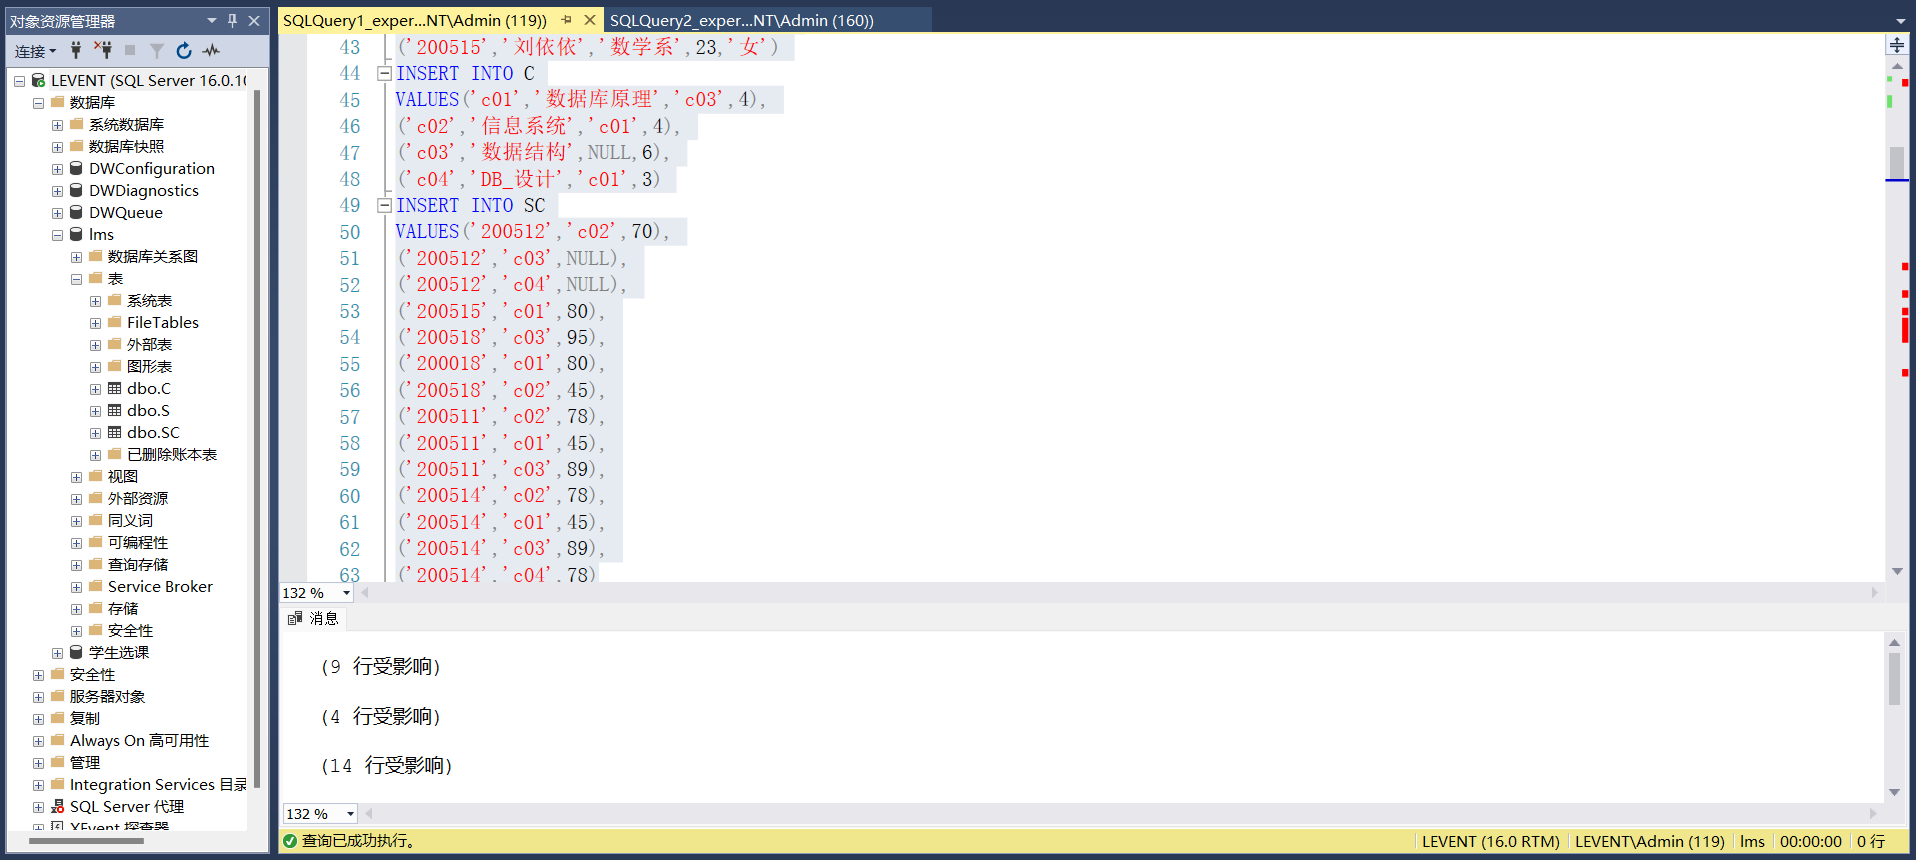 对象资源管理器
连接
LEVENT (SQL Server 16.0.10
数据库
系统数据库
数据库快照
DWConfiguration
DWDiagnostics
DWQueue
lms
数据库关系图
表
系统表
FileTables
外部表
图形表
dbo.C
dbo.S
dbo.SC
已删除账本表
视图
外部资源
同义词
可编程性
查询存储
Service Broker
存储
安全性
学生选课
安全性
服务器对象
复制
Always On 高可用性
管理
Integration Services 目录
SQL Server 代理
XEvent 探查器
SQLQuery1_exper...NT\Admin (119))
SQLQuery2_exper...NT\Admin (160))
43 ('200515','刘依依','数学系',23,'女')
44 INSERT INTO C
45 VALUES('c01','数据库原理','c03',4),
46 ('c02','信息系统','c01',4),
47 ('c03','数据结构',NULL,6),
48 ('c04','DB_设计','c01',3)
49 INSERT INTO SC
50 VALUES('200512','c02',70),
51 ('200512','c03',NULL),
52 ('200512','c04',NULL),
53 ('200515','c01',80),
54 ('200518','c03',95),
55 ('200018','c01',80),
56 ('200518','c02',45),
57 ('200511','c02',78),
58 ('200511','c01',45),
59 ('200511','c03',89),
60 ('200514','c02',78),
61 ('200514','c01',45),
62 ('200514','c03',89),
63 ('200514','c04',78)
132 %
消息
(9 行受影响)
(4 行受影响)
(14 行受影响)
132 %
查询已成功执行。
LEVENT (16.0 RTM)
LEVENT\Admin (119)
lms
00:00:00
0 行